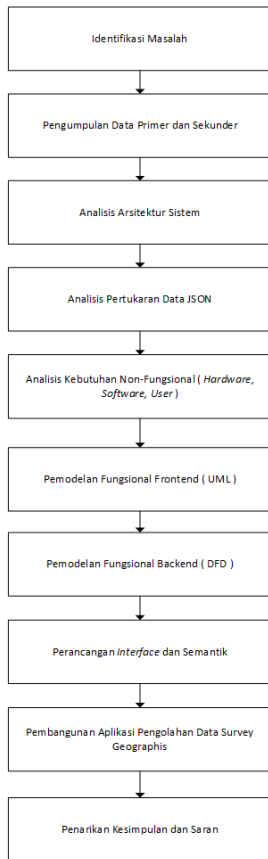 Identifikasi Masalah
Pengumpulan Data Primer dan Sekunder
Analisis Arsitektur Sistem
Analisis Pertukaran Data JSON
Analisis Kebutuhan Non-Fungsional ( Hardware,
Software, User )
Pemodelan Fungsional Frontend ( UML )
Pemodelan Fungsional Backend ( DFD )
Perancangan Interface dan Semantik
Pembangunan Aplikasi Pengolahan Data Survey
Geographis
Penarikan Kesimpulan dan Saran